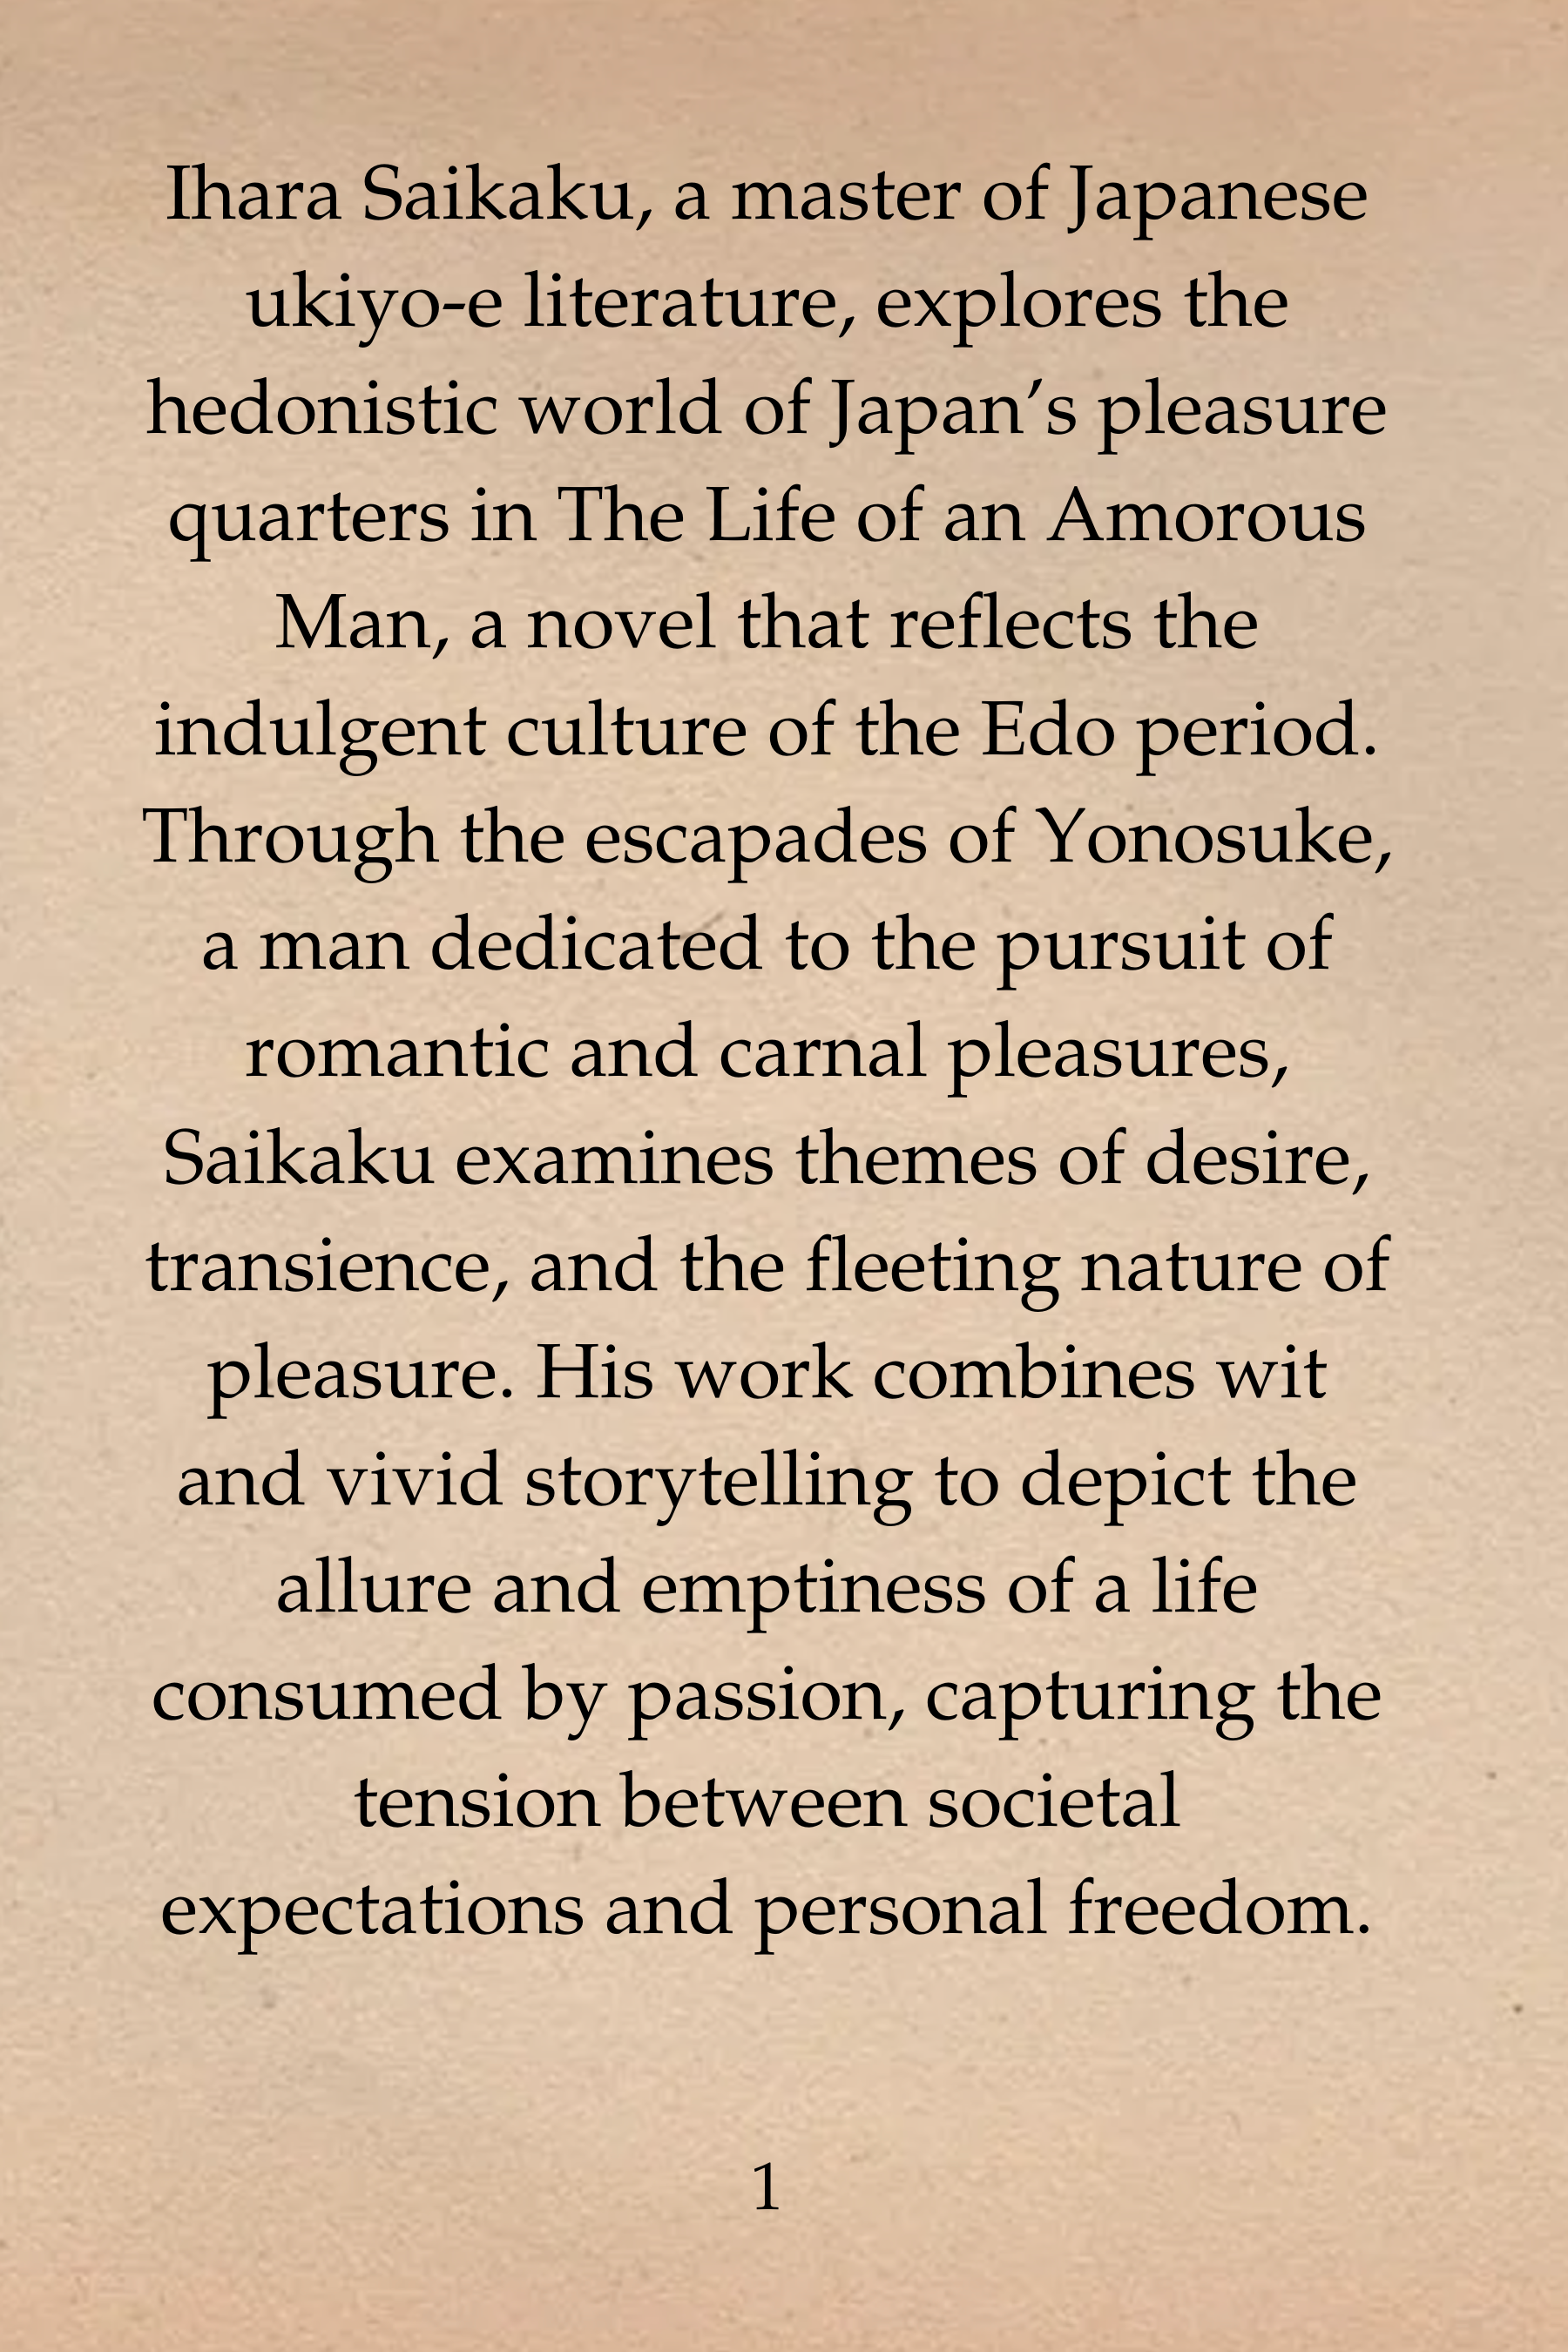 Ihara Saikaku, a master of Japanese
ukiyo-e literature, explores the
hedonistic world of Japan’s pleasure
quarters in The Life of an Amorous
Man, a novel that reflects the
indulgent culture of the Edo period.
Through the escapades of Yonosuke,
a man dedicated to the pursuit of
romantic and carnal pleasures,
Saikaku examines themes of desire,
transience, and the fleeting nature of
pleasure. His work combines wit
and vivid storytelling to depict the
allure and emptiness of a life
consumed by passion, capturing the
tension between societal
expectations and personal freedom.
1